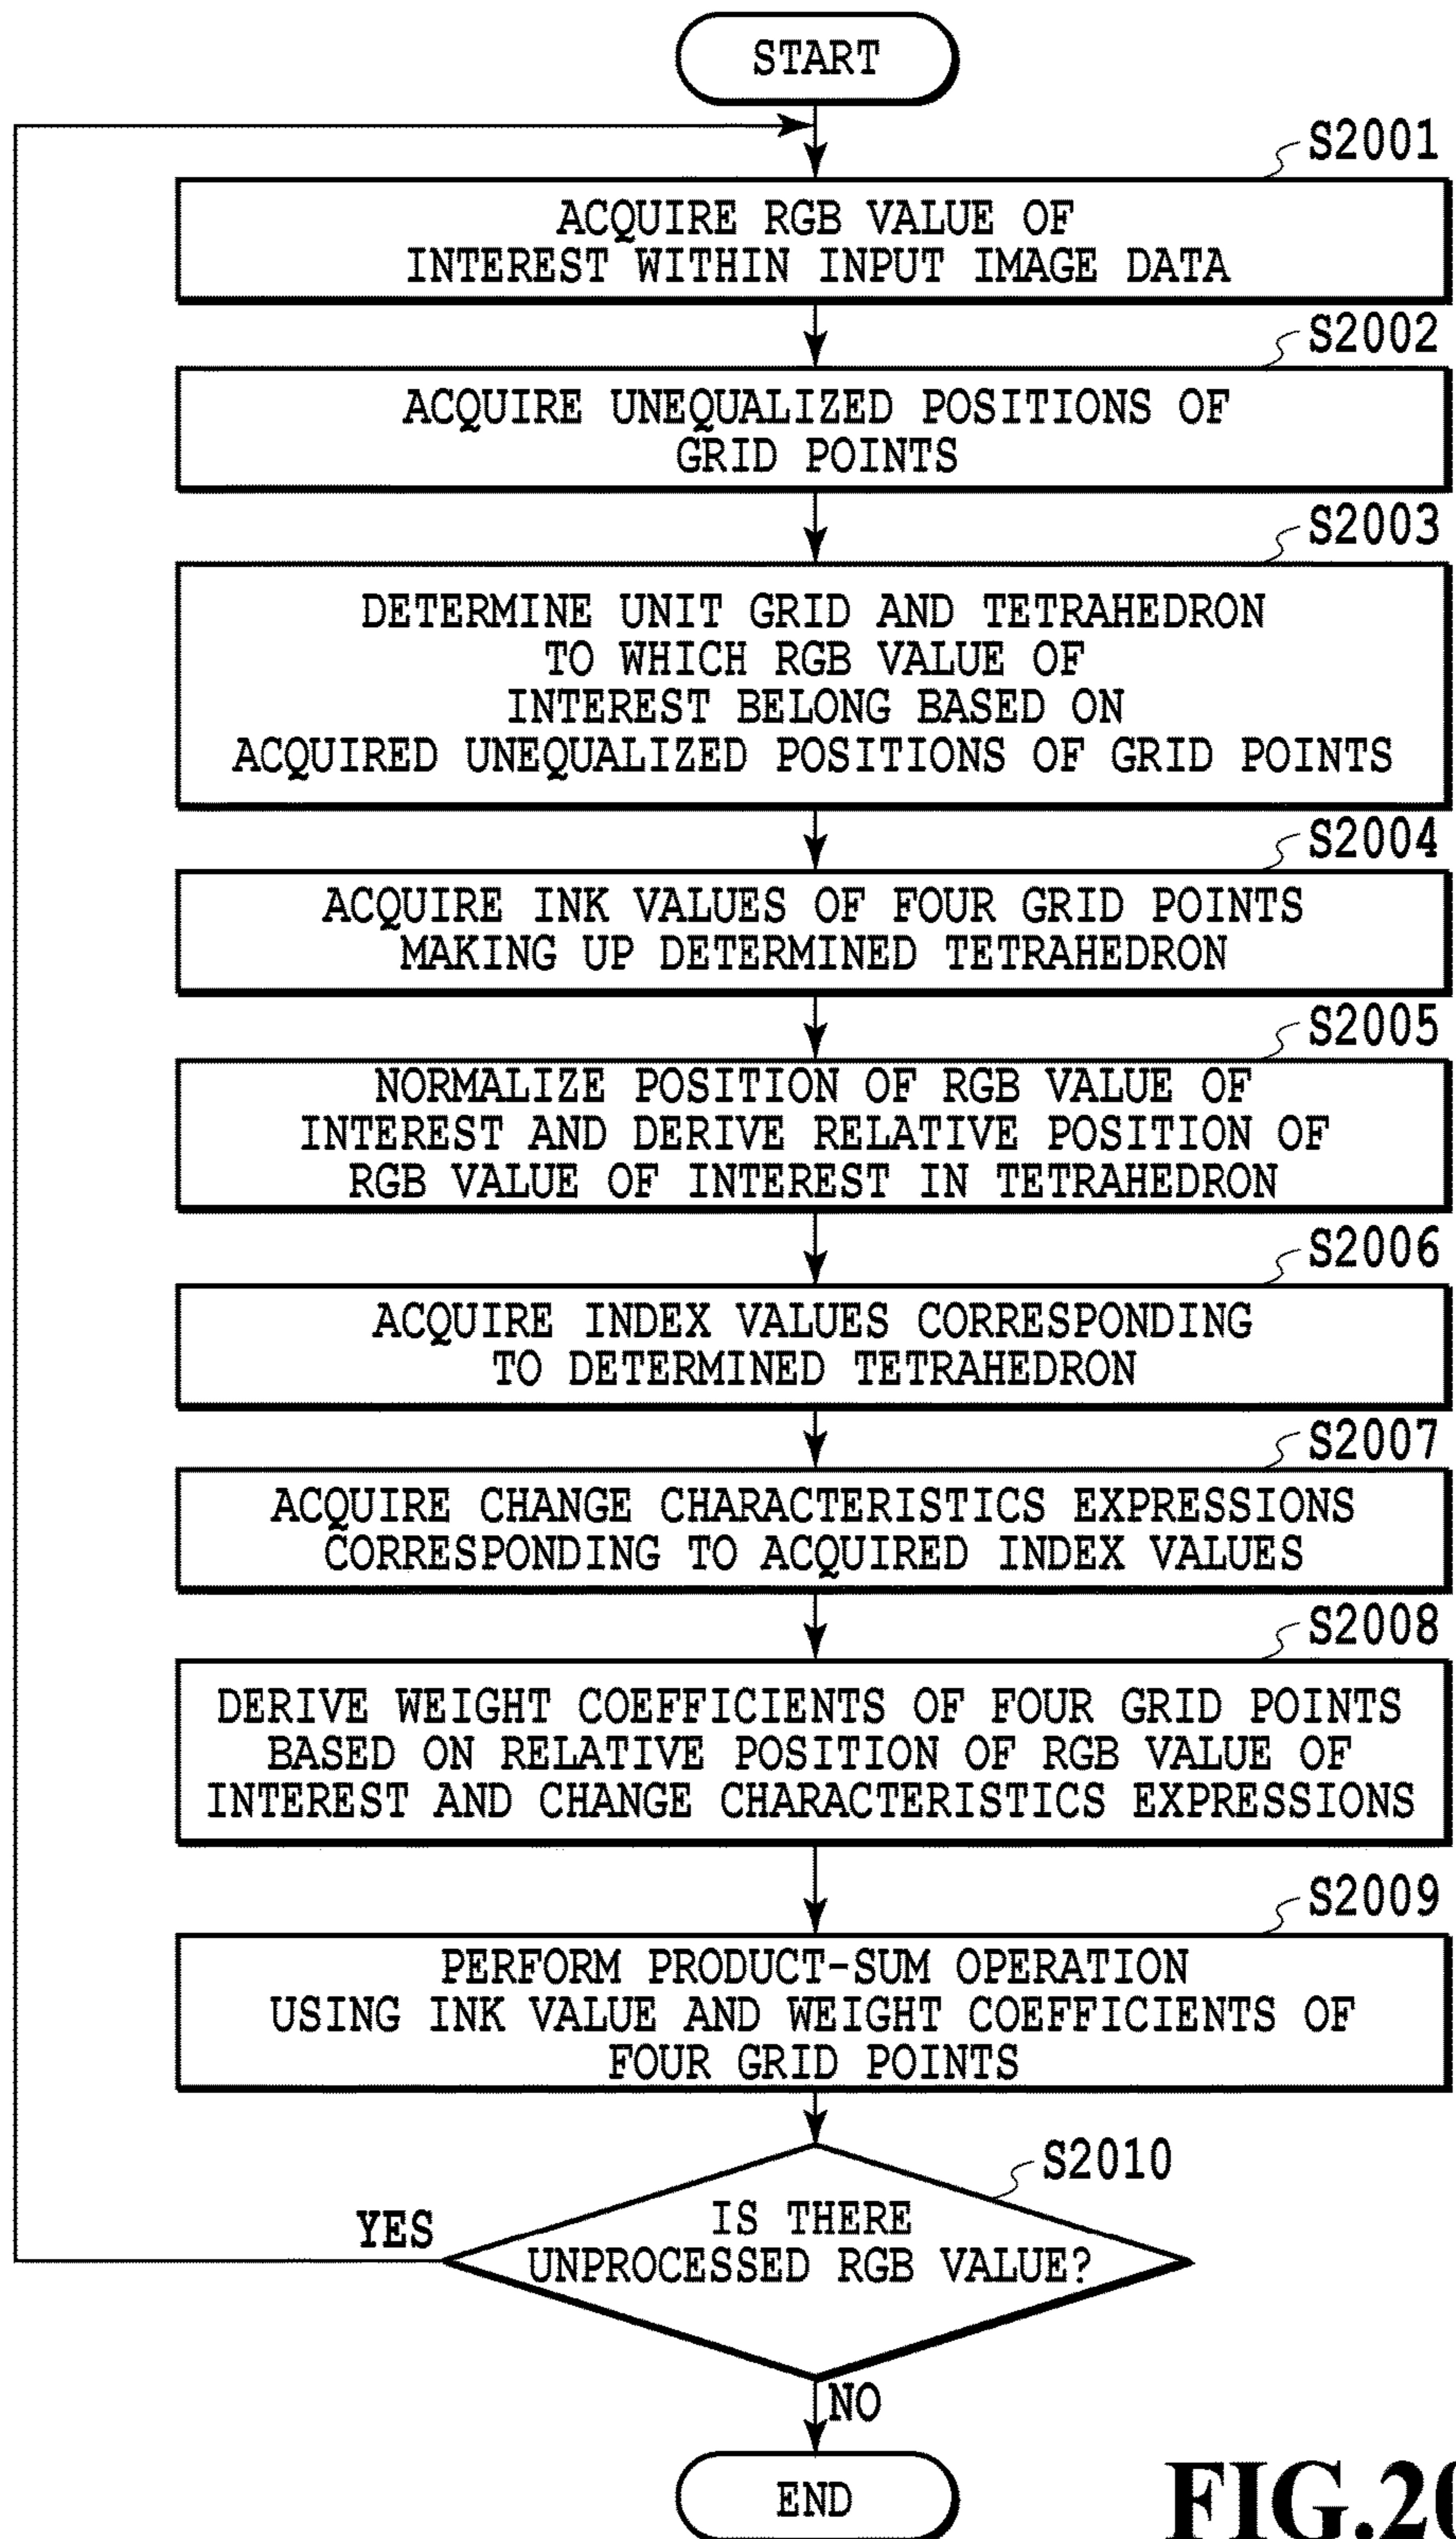 START
S2001
ACQUIRE RGB VALUE OF
INTEREST WITHIN INPUT IMAGE DATA
S2002
ACQUIRE UNEQUALIZED POSITIONS OF
GRID POINTS
S2003
DETERMINE UNIT GRID AND TETRAHEDRON
TO WHICH RGB VALUE OF
INTEREST BELONG BASED ON
ACQUIRED UNEQUALIZED POSITIONS OF GRID POINTS
S2004
ACQUIRE INK VALUES OF FOUR GRID POINTS
MAKING UP DETERMINED TETRAHEDRON
S2005
NORMALIZE POSITION OF RGB VALUE OF
INTEREST AND DERIVE RELATIVE POSITION OF
RGB VALUE OF INTEREST IN TETRAHEDRON
S2006
ACQUIRE INDEX VALUES CORRESPONDING
TO DETERMINED TETRAHEDRON
S2007
ACQUIRE CHANGE CHARACTERISTICS EXPRESSIONS
CORRESPONDING TO ACQUIRED INDEX VALUES
S2008
DERIVE WEIGHT COEFFICIENTS OF FOUR GRID POINTS
BASED ON RELATIVE POSITION OF RGB VALUE OF
INTEREST AND CHANGE CHARACTERISTICS EXPRESSIONS
S2009
PERFORM PRODUCT-SUM OPERATION
USING INK VALUE AND WEIGHT COEFFICIENTS OF
FOUR GRID POINTS
S2010
IS THERE
UNPROCESSED RGB VALUE?
YES
NO
END
FIG.20